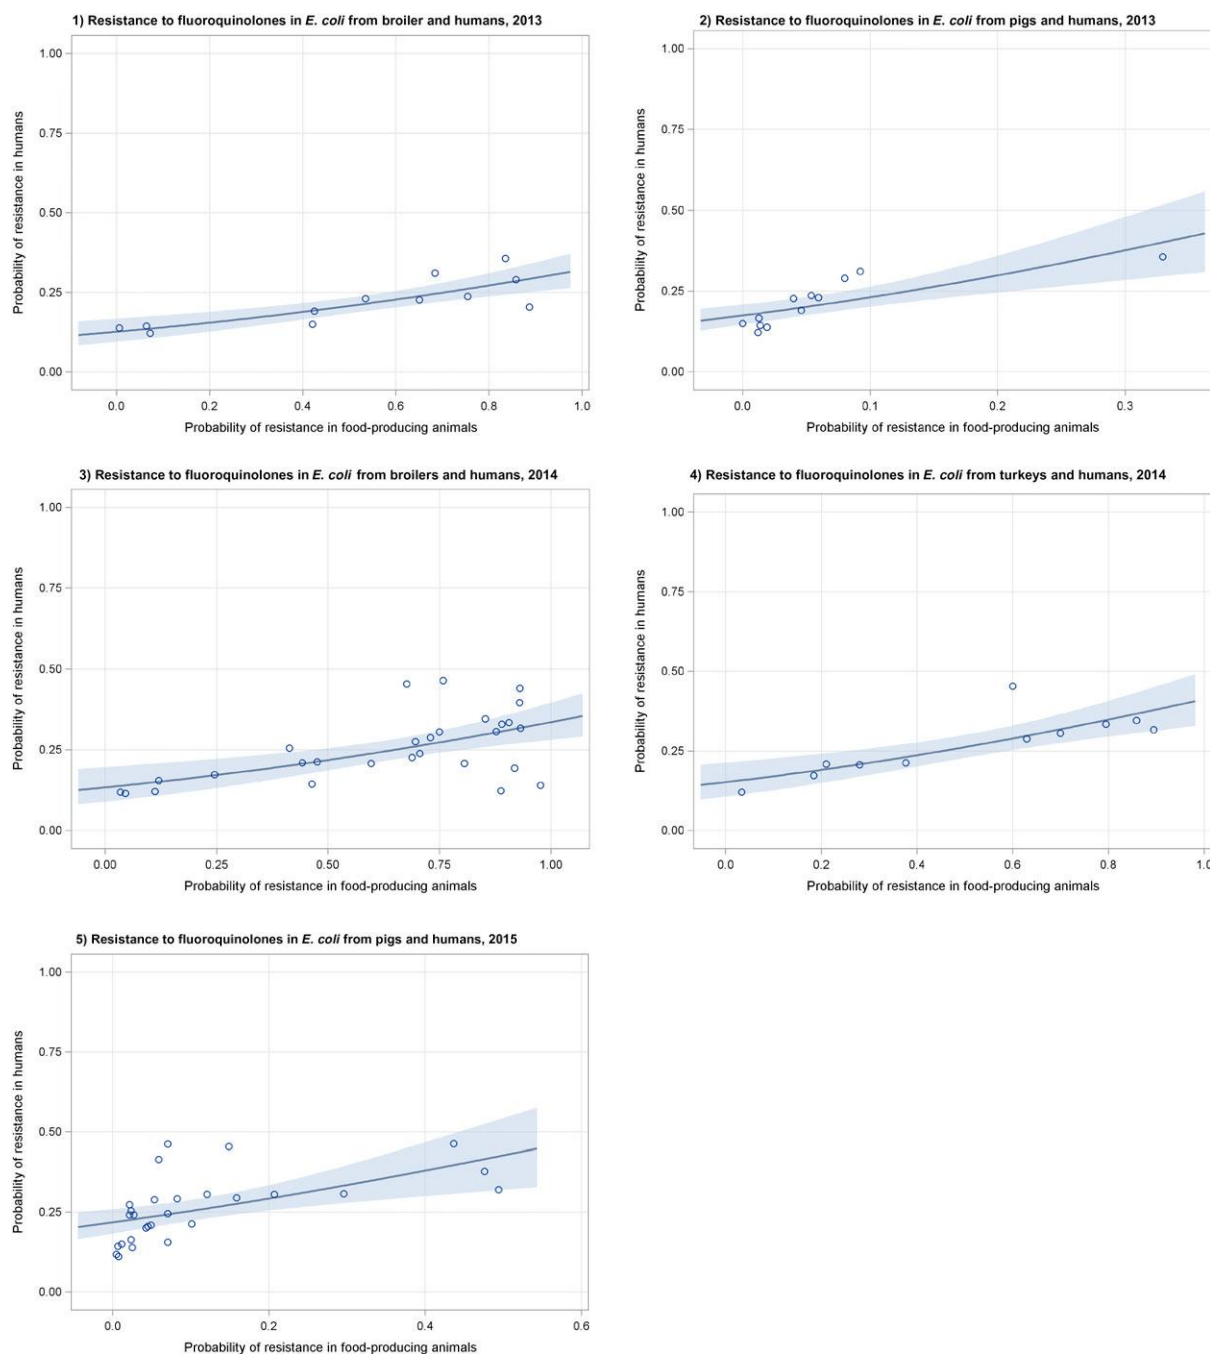 1) Resistance to fluoroquinolones in E. coli from broiler and humans, 2013
1.00
0.75
0.50
0.25
0.00
Probability of resistance in humans
0.0 0.2 0.4 0.6 0.8 1.0
Probability of resistance in food-producing animals
2) Resistance to fluoroquinolones in E. coli from pigs and humans, 2013
1.00
0.75
0.50
0.25
0.00
Probability of resistance in humans
0.0 0.1 0.2 0.3
Probability of resistance in food-producing animals
3) Resistance to fluoroquinolones in E. coli from broilers and humans, 2014
1.00
0.75
0.50
0.25
0.00
Probability of resistance in humans
0.00 0.25 0.50 0.75 1.00
Probability of resistance in food-producing animals
4) Resistance to fluoroquinolones in E. coli from turkeys and humans, 2014
1.00
0.75
0.50
0.25
0.00
Probability of resistance in humans
0.0 0.2 0.4 0.6 0.8 1.0
Probability of resistance in food-producing animals
5) Resistance to fluoroquinolones in E. coli from pigs and humans, 2015
1.00
0.75
0.50
0.25
0.00
Probability of resistance in humans
0.0 0.2 0.4 0.6
Probability of resistance in food-producing animals